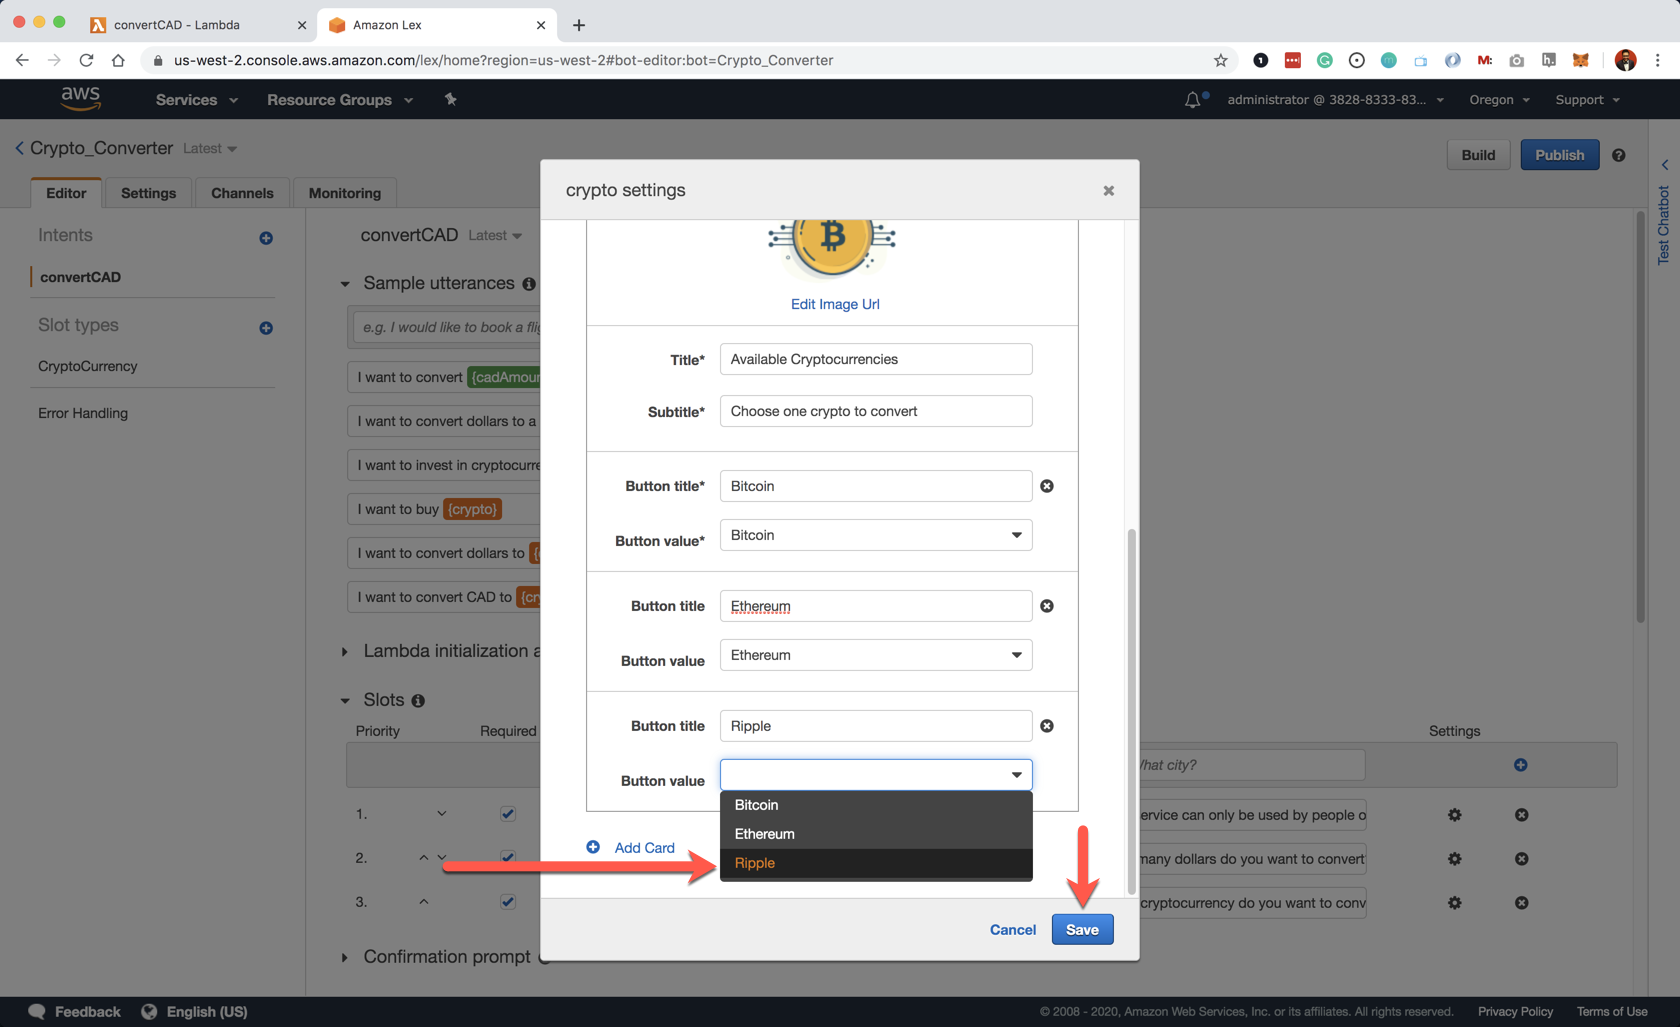 convertCAD - Lambda
Amazon Lex
us-west-2.console.aws.amazon.com/lex/home?region=us-west-2#bot-editor:bot=Crypto_Converter
aws
Services
Resource Groups
administrator @ 3828-8333-83...
Oregon
Support
Crypto_Converter
Latest
Build
Publish
Editor
Settings
Channels
Monitoring
Test Chatbot
Intents
convertCAD
Slot types
CryptoCurrency
Error Handling
convertCAD Latest
Sample utterances
e.g. I would like to book a
I want to convert {cadAmoun
I want to convert dollars to a
I want to invest in cryptocurre
I want to buy {crypto}
I want to convert dollars to
I want to convert CAD to {cry
Lambda initialization a
Slots
Priority
Required
Settings
hat city?
1.
ervice can only be used by people o
2.
many dollars do you want to convert
3.
cryptocurrency do you want to conv
Confirmation prompt
crypto settings
Edit Image Url
Title*
Available Cryptocurrencies
Subtitle*
Choose one crypto to convert
Button title*
Bitcoin
Button value*
Bitcoin
Button title
Ethereum
Button value
Ethereum
Button title
Ripple
Button value
Bitcoin
Ethereum
Ripple
Add Card
Cancel
Save
Feedback
English (US)
© 2008 - 2020, Amazon Web Services, Inc. or its affiliates. All rights reserved.
Privacy Policy
Terms of Use